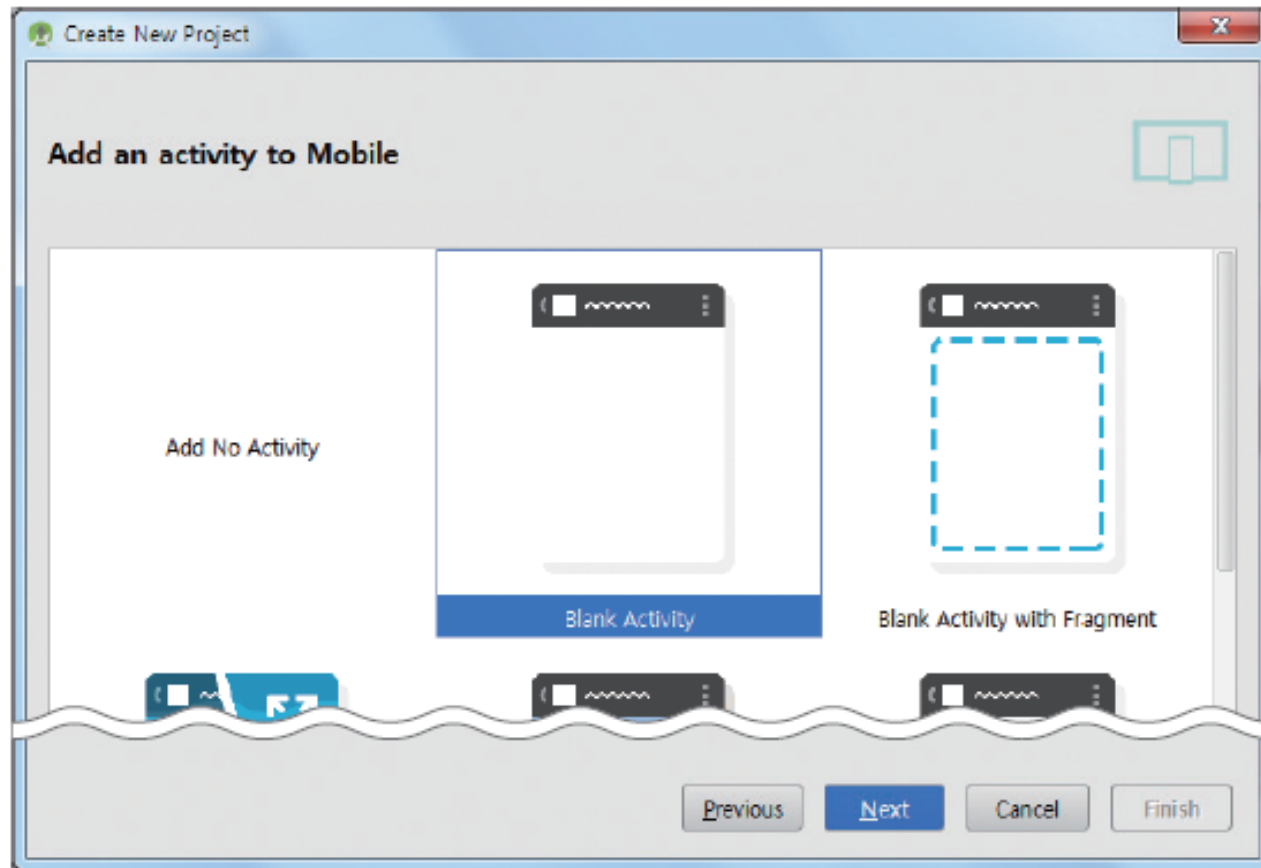 Create New Project
Add an activity to Mobile
Add No Activity
Blank Activity
Blank Activity with Fragment
Previous
Next
Cancel
Finish